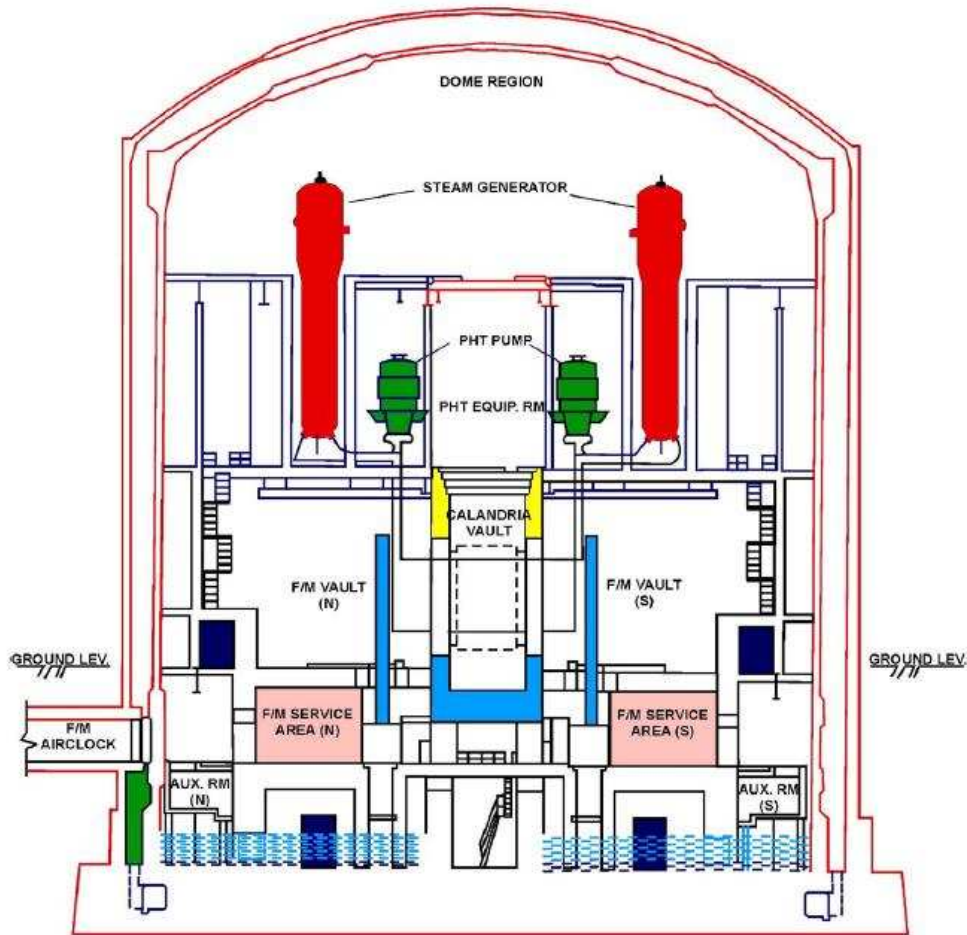 DOME REGION
STEAM GENERATOR
PHT PUMP
PHT EQUIP. RM
CALANDRIA
VAULT
F/M VAULT
(N)
F/M VAULT
(S)
GROUND LEV.
GROUND LEV.
F/M SERVICE
AREA (N)
F/M SERVICE
AREA (S)
F/M
AIRCLOCK
AUX. RM
(N)
AUX. RM
(S)